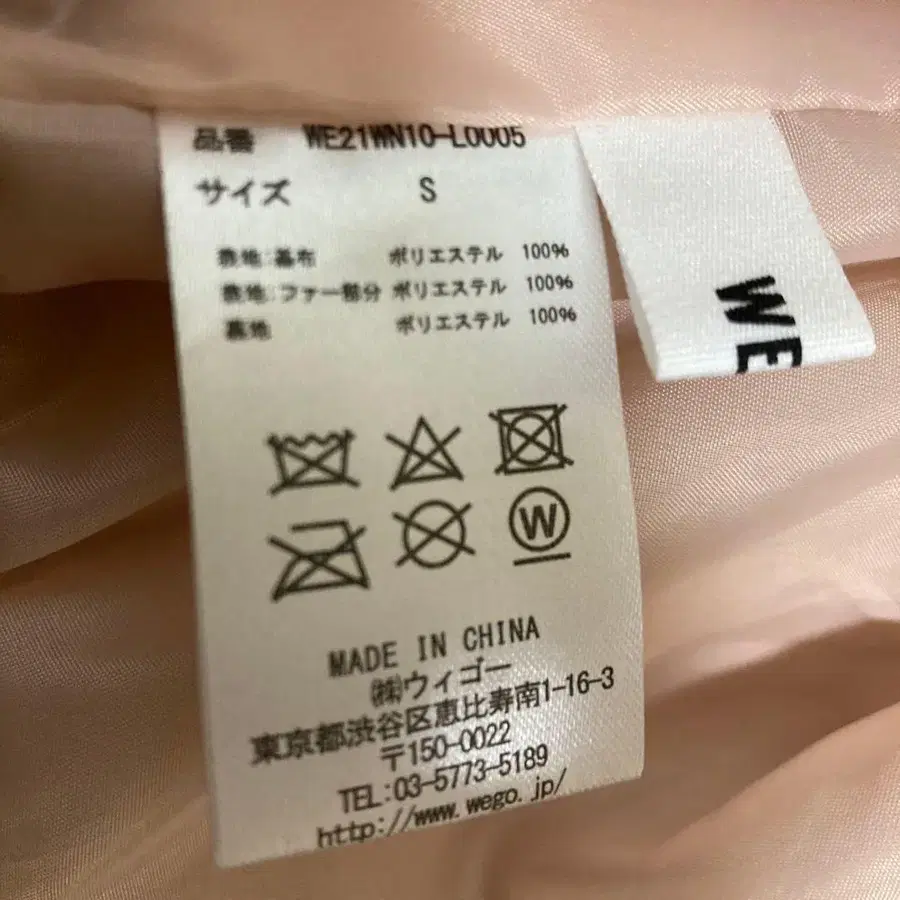 品番 WE21WN10-L0005
サイズ S
表地:基布 ポリエステル 100%
表地:ファー部分 ポリエステル 100%
裏地 ポリエステル 100%
W
MADE IN CHINA
㈱ウィゴー
東京都渋谷区恵比寿南1-16-3
〒150-0022
TEL:03-5773-5189
http://www.wego.jp/
WE